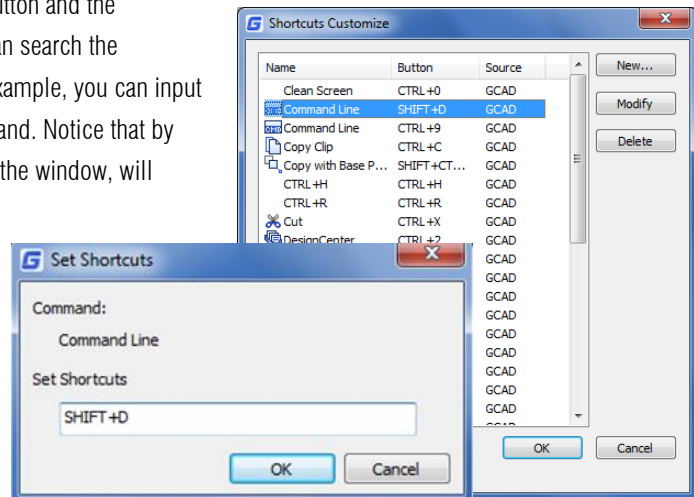 utton and the
an search the
xample, you can input
and. Notice that by
the window, will
Shortcuts Customize
Name Button Source
Clean Screen CTRL+0 GCAD
Command Line SHIFT+D GCAD
Command Line CTRL+9 GCAD
Copy Clip CTRL+C GCAD
Copy with Base P... SHIFT+CT... GCAD
CTRL+H CTRL+H GCAD
CTRL+R CTRL+R GCAD
Cut CTRL+X GCAD
DesignCenter CTRL+2 GCAD
GCAD
GCAD
GCAD
GCAD
GCAD
GCAD
GCAD
GCAD
GCAD
New...
Modify
Delete
OK Cancel
Set Shortcuts
Command:
Command Line
Set Shortcuts
SHIFT+D
OK Cancel